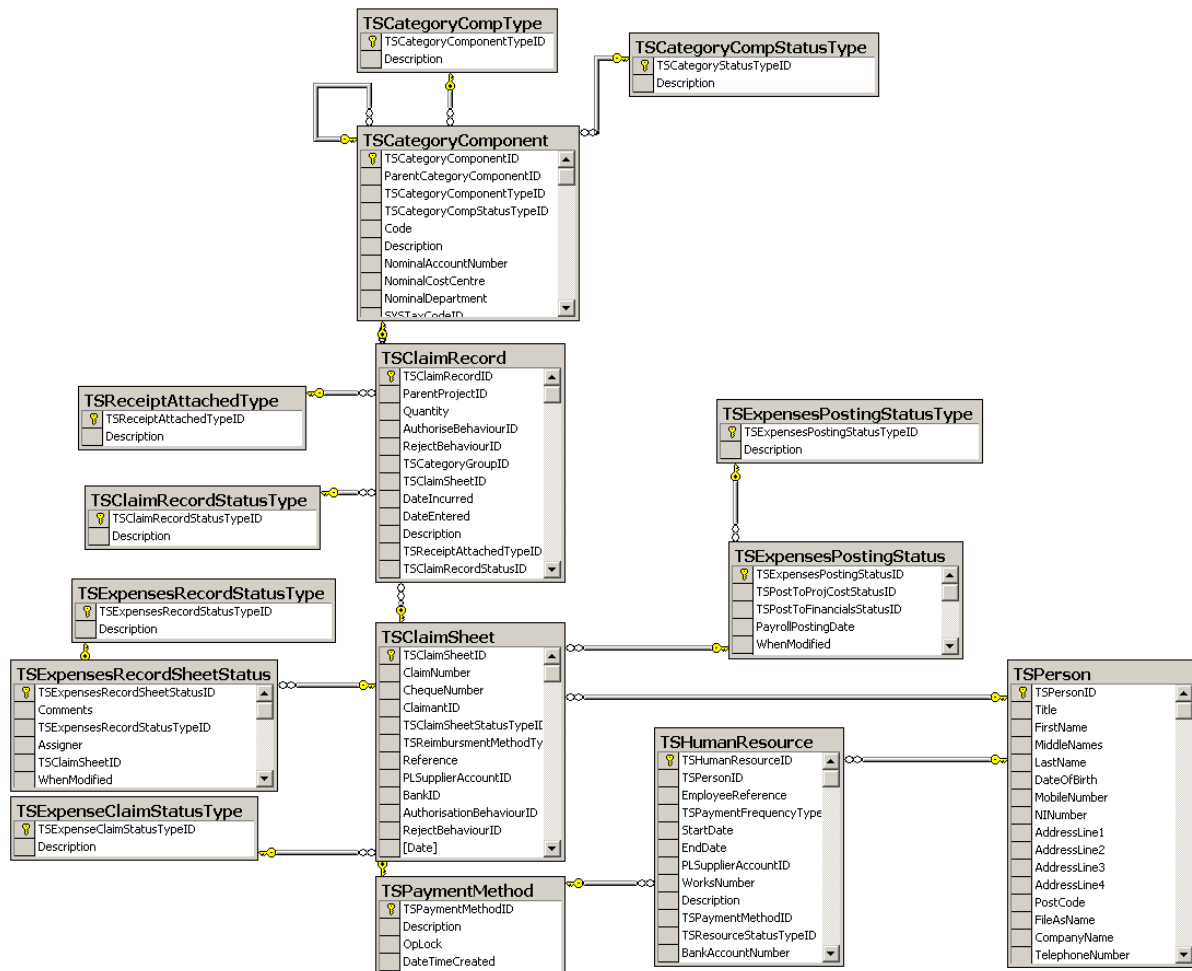 TSCategoryCompType
TSCategoryComponentTypeID
Description
TSCategoryCompStatusType
TSCategoryStatusTypeID
Description
TSCategoryComponent
TSCategoryComponentID
ParentCategoryComponentID
TSCategoryComponentTypeID
TSCategoryCompStatusTypeID
Code
Description
NominalAccountNumber
NominalCostCentre
NominalDepartment
SYSTaxCodeID
TSClaimRecord
TSClaimRecordID
ParentProjectID
Quantity
AuthoriseBehaviourID
RejectBehaviourID
TSCategoryGroupID
TSClaimSheetID
DateIncurred
DateEntered
Description
TSReceiptAttachedTypeID
TSClaimRecordStatusID
TSReceiptAttachedType
TSReceiptAttachedTypeID
Description
TSClaimRecordStatusType
TSClaimRecordStatusTypeID
Description
TSExpensesPostingStatusType
TSExpensesPostingStatusTypeID
Description
TSExpensesPostingStatus
TSExpensesPostingStatusID
TSPostToProjCostStatusID
TSPostToFinancialsStatusID
PayrollPostingDate
WhenModified
TSExpensesRecordStatusType
TSExpensesRecordStatusTypeID
Description
TSExpensesRecordSheetStatus
TSExpensesRecordSheetStatusID
Comments
TSExpensesRecordStatusTypeID
Assigner
TSClaimSheetID
WhenModified
TSExpenseClaimStatusType
TSExpenseClaimStatusTypeID
Description
TSClaimSheet
TSClaimSheetID
ClaimNumber
ChequeNumber
ClaimantID
TSClaimSheetStatusTypeID
TSReimbursmentMethodTy
Reference
PLSupplierAccountID
BankID
AuthorisationBehaviourID
RejectBehaviourID
[Date]
TSPaymentMethod
TSPaymentMethodID
Description
OpLock
DateTimeCreated
TSHumanResource
TSHumanResourceID
TSPersonID
EmployeeReference
TSPaymentFrequencyType
StartDate
EndDate
PLSupplierAccountID
WorksNumber
Description
TSPaymentMethodID
TSResourceStatusTypeID
BankAccountNumber
TSPerson
TSPersonID
Title
FirstName
MiddleNames
LastName
DateOfBirth
MobileNumber
NINumber
AddressLine1
AddressLine2
AddressLine3
AddressLine4
PostCode
FileAsName
CompanyName
TelephoneNumber